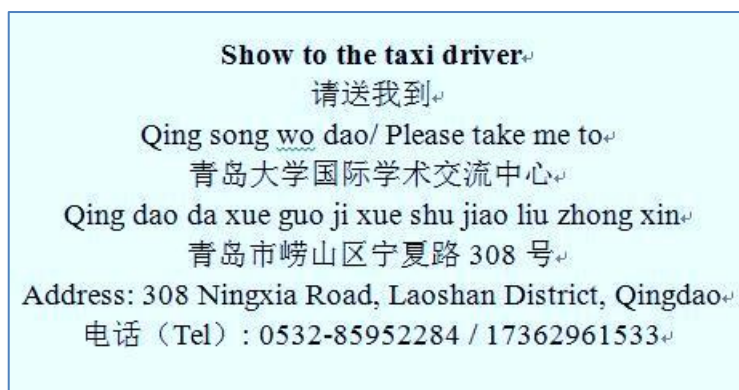 Show to the taxi driver
请送我到
Qing song wo dao/ Please take me to
青岛大学国际学术交流中心
Qing dao da xue guo ji xue shu jiao liu zhong xin
青岛市崂山区宁夏路 308 号
Address: 308 Ningxia Road, Laoshan District, Qingdao
电话（Tel）: 0532-85952284 / 17362961533